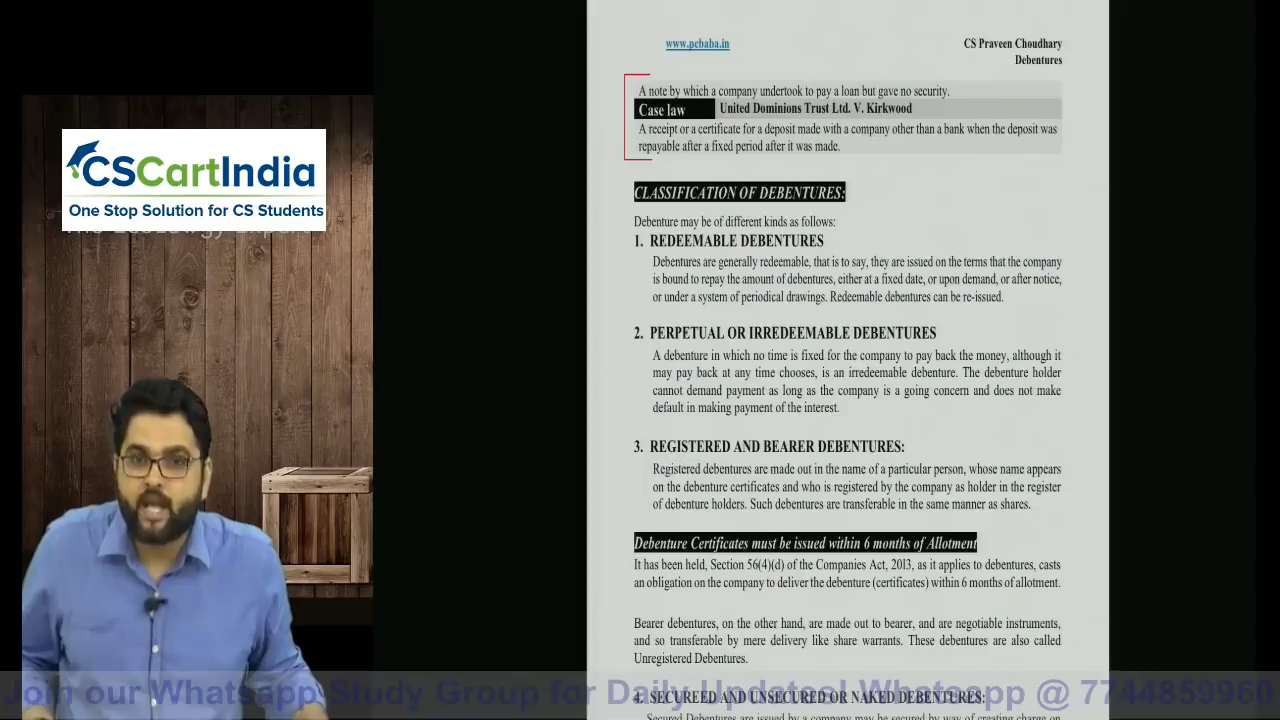 www.pcbaba.in
CS Praveen Choudhary
Debentures
A note by which a company undertook to pay a loan but gave no security.
Case law United Dominions Trust Ltd. V. Kirkwood
A receipt or a certificate for a deposit made with a company other than a bank when the deposit was
repayable after a fixed period after it was made.
CLASSIFICATION OF DEBENTURES:
Debenture may be of different kinds as follows:
1. REDEEMABLE DEBENTURES
Debentures are generally redeemable, that is to say, they are issued on the terms that the company
is bound to repay the amount of debentures, either at a fixed date, or upon demand, or after notice,
or under a system of periodical drawings. Redeemable debentures can be re-issued.
2. PERPETUAL OR IRREDEEMABLE DEBENTURES
A debenture in which no time is fixed for the company to pay back the money, although it
may pay back at any time chooses, is an irredeemable debenture. The debenture holder
cannot demand payment as long as the company is a going concern and does not make
default in making payment of the interest.
3. REGISTERED AND BEARER DEBENTURES:
Registered debentures are made out in the name of a particular person, whose name appears
on the debenture certificates and who is registered by the company as holder in the register
of debenture holders. Such debentures are transferable in the same manner as shares.
Debenture Certificates must be issued within 6 months of Allotment
It has been held, Section 56(4)(d) of the Companies Act, 2013, as it applies to debentures, casts
an obligation on the company to deliver the debenture (certificates) within 6 months of allotment.
Bearer debentures, on the other hand, are made out to bearer, and are negotiable instruments,
and so transferable by mere delivery like share warrants. These debentures are also called
Unregistered Debentures.
4. SECUREED AND UNSECURED OR NAKED DEBENTURES:
Secured Debentures are issued by a company may be secured by way of creating charge on
CSCartIndia
One Stop Solution for CS Students
Join our Whatsapp Study Group for Daily Updates! Whatsapp @ 7744859960